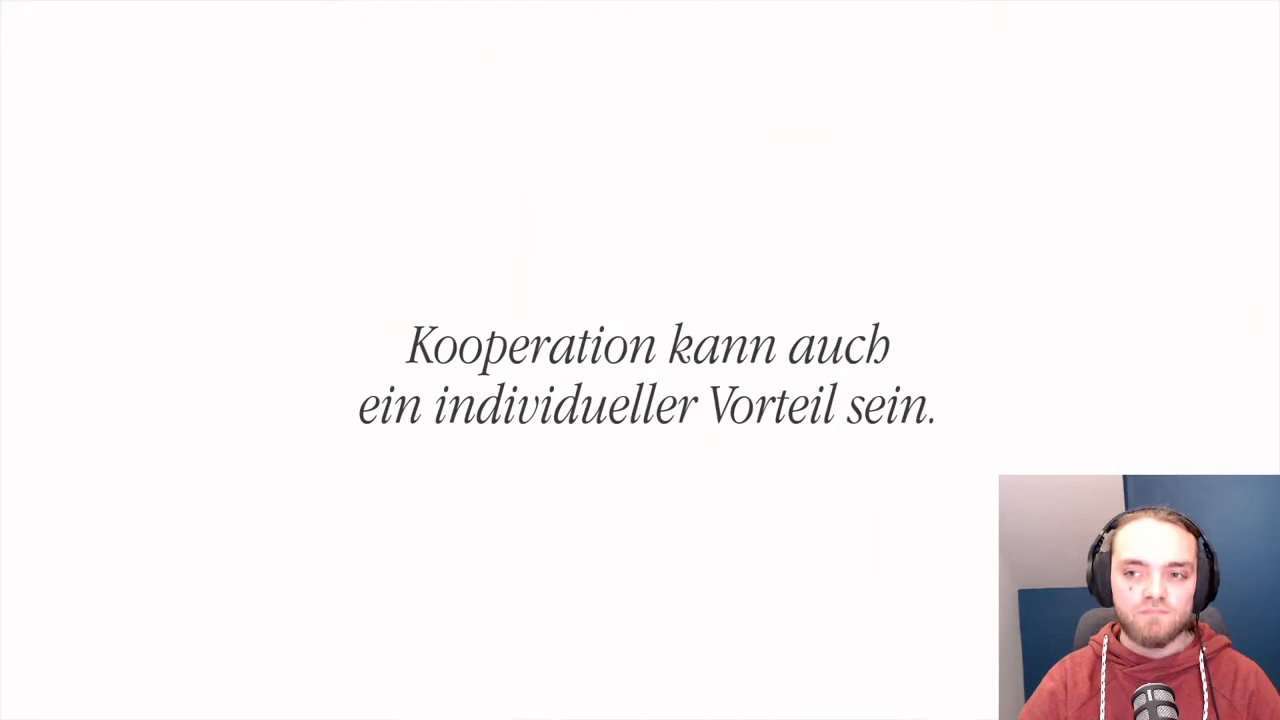 Kooperation kann auch
ein individueller Vorteil sein.